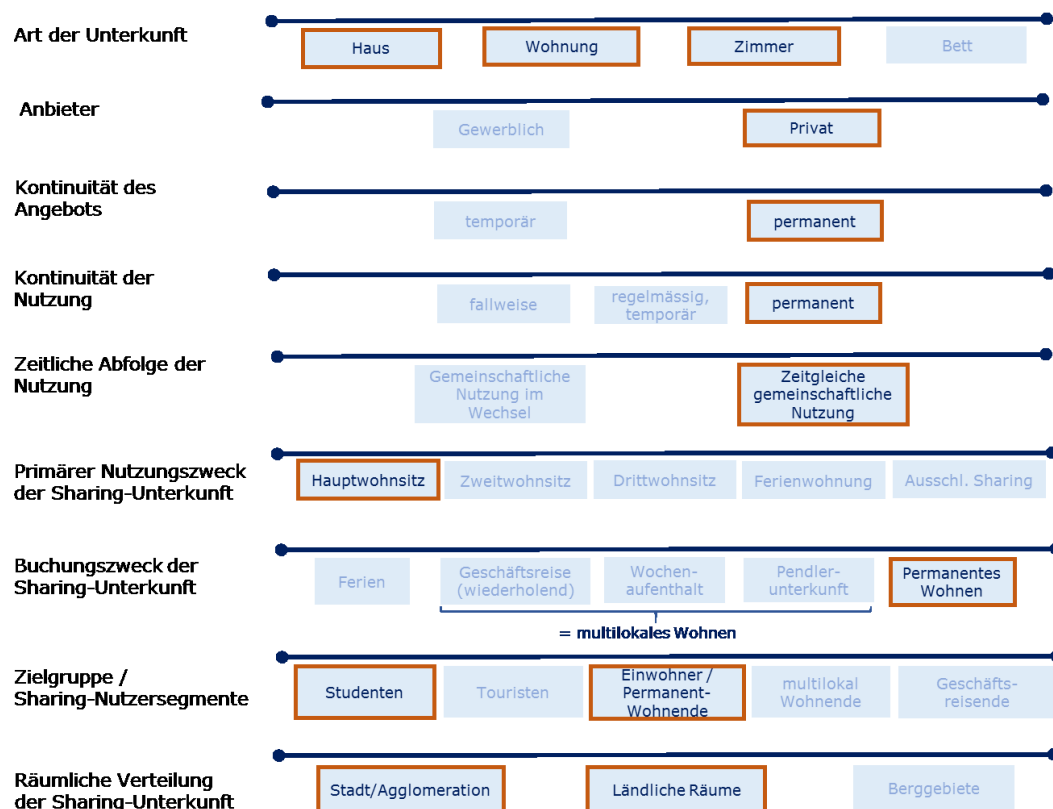 Art der Unterkunft
Haus
Wohnung
Zimmer
Bett
Anbieter
Gewerblich
Privat
Kontinuität des
Angebots
temporär
permanent
Kontinuität der
Nutzung
fallweise
regelmässig,
temporär
permanent
Zeitliche Abfolge der
Nutzung
Gemeinschaftliche
Nutzung im
Wechsel
Zeitgleiche
gemeinschaftliche
Nutzung
Primärer Nutzungszweck
der Sharing-Unterkunft
Hauptwohnsitz
Zweitwohnsitz
Drittwohnsitz
Ferienwohnung
Ausschl. Sharing
Buchungszweck der
Sharing-Unterkunft
Ferien
Geschäftsreise
(wiederholend)
Wochen-
aufenthalt
Pendler-
unterkunft
Permanentes
Wohnen
= multilokales Wohnen
Zielgruppe /
Sharing-Nutzersegmente
Studenten
Touristen
Einwohner /
Permanent-
Wohnende
multilokal
Wohnende
Geschäfts-
reisende
Räumliche Verteilung
der Sharing-Unterkunft
Stadt/Agglomeration
Ländliche Räume
Berggebiete